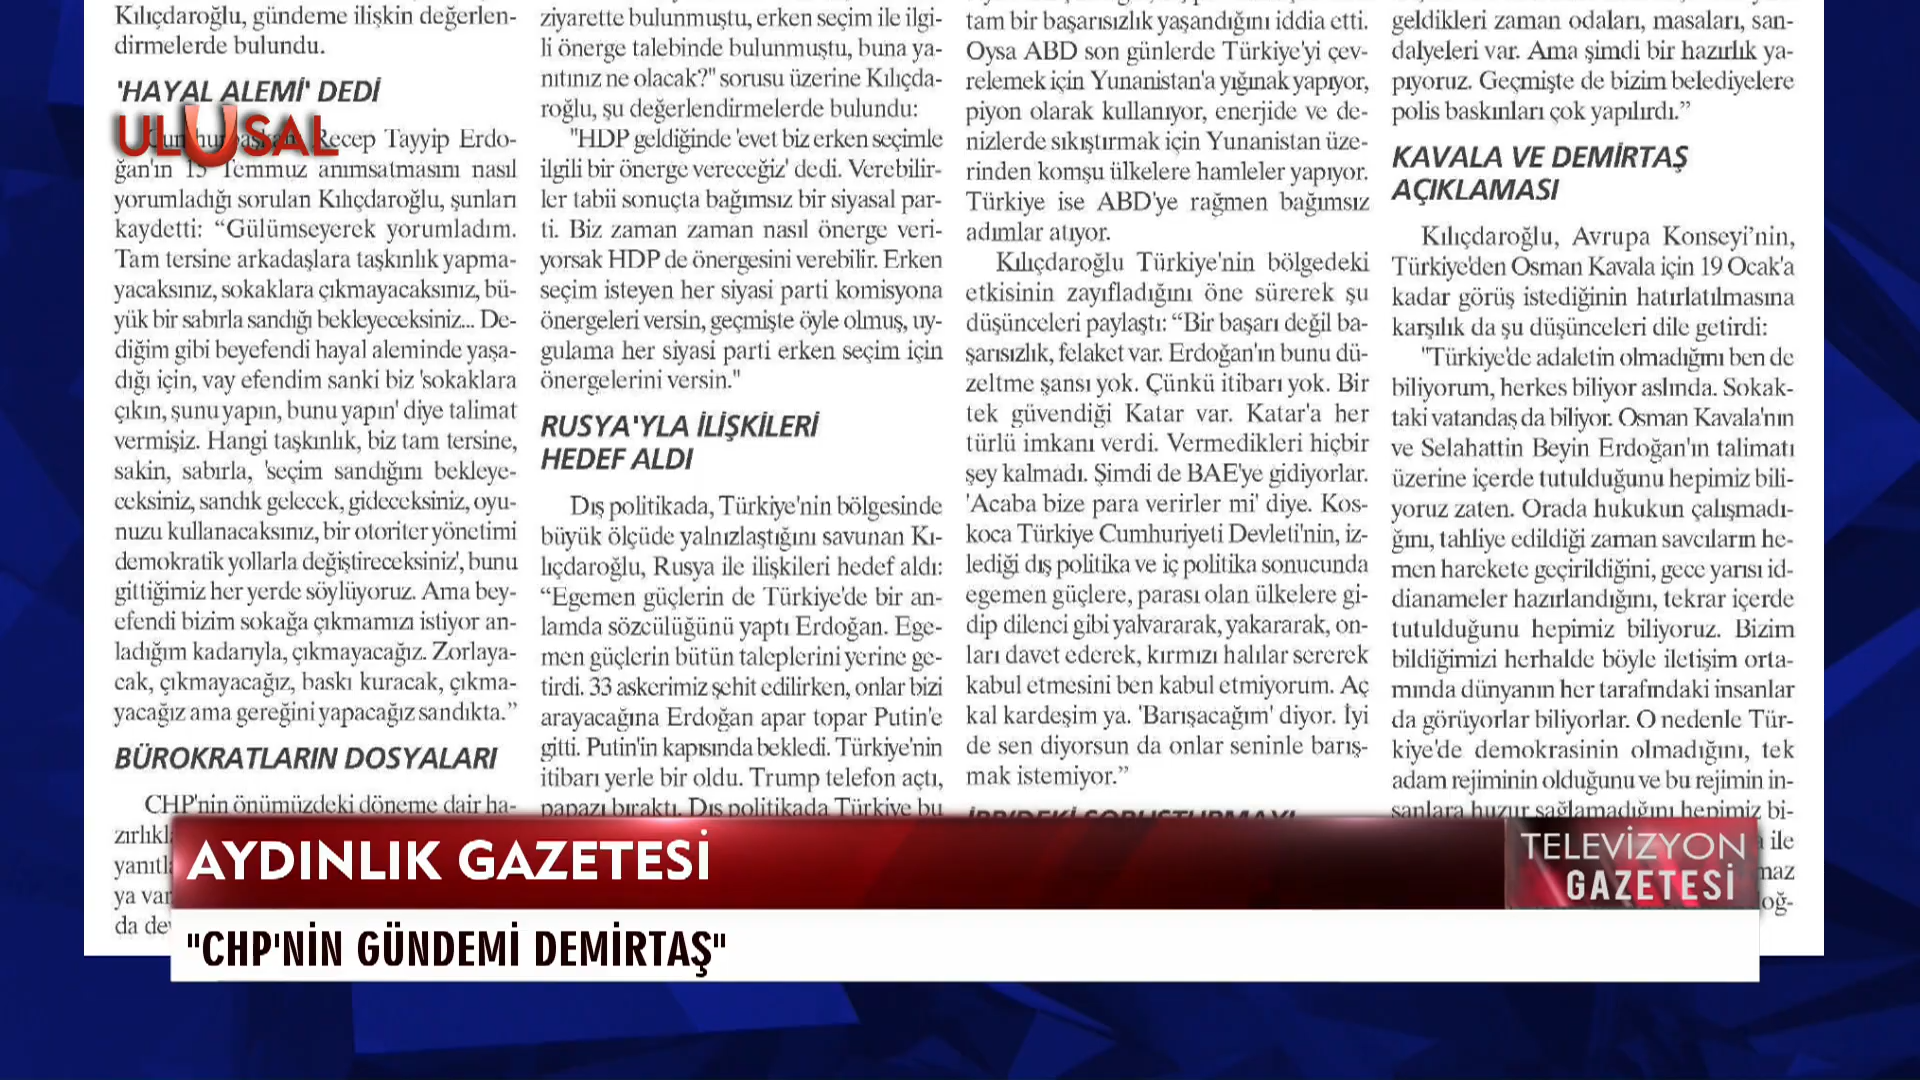 Kılıçdaroğlu, gündeme ilişkin değerlen-
dirmelerde bulundu.
'HAYAL ALEMİ' DEDİ
ULUSAL
Recep Tayyip Erdo-
ğan'ın 15 Temmuz anımsatmasını nasıl
yorumladığı sorulan Kılıçdaroğlu, şunları
kaydetti: “Gülümseyerek yorumladım.
Tam tersine arkadaşlara taşkınlık yapma-
yacaksınız, sokaklara çıkmayacaksınız, bü-
yük bir sabırla sandığı bekleyeceksiniz... De-
diğim gibi beyefendi hayal aleminde yaşa-
dığı için, vay efendim sanki biz 'sokaklara
çıkın, şunu yapın, bunu yapın' diye talimat
vermişiz. Hangi taşkınlık, biz tam tersine,
sakin, sabırla, 'seçim sandığını bekleye-
ceksiniz, sandık gelecek, gideceksiniz, oyu-
nuzu kullanacaksınız, bir otoriter yönetimi
demokratik yollarla değiştireceksiniz', bunu
gittiğimiz her yerde söylüyoruz. Ama bey-
efendi bizim sokağa çıkmamızı istiyor an-
ladığım kadarıyla, çıkmayacağız. Zorlaya-
cak, çıkmayacağız, baskı kuracak, çıkma-
yacağız ama gereğini yapacağız sandıkta.”
BÜROKRATLARIN DOSYALARI
CHP'nin önümüzdeki döneme dair ha-
zırlıkl
yanıtla
ya var
da de
ziyarette bulunmuştu, erken seçim ile ilgi-
li önerge talebinde bulunmuştu, buna ya-
nıtınız ne olacak?" sorusu üzerine Kılıçda-
roğlu, şu değerlendirmelerde bulundu:
"HDP geldiğinde 'evet biz erken seçimle
ilgili bir önerge vereceğiz' dedi. Verebilir-
ler tabii sonuçta bağımsız bir siyasal par-
ti. Biz zaman zaman nasıl önerge veri-
yorsak HDP de önergesini verebilir. Erken
seçim isteyen her siyasi parti komisyona
önergeleri versin, geçmişte öyle olmuş, uy-
gulama her siyasi parti erken seçim için
önergelerini versin."
RUSYA'YLA İLİŞKİLERİ
HEDEF ALDI
Dış politikada, Türkiye'nin bölgesinde
büyük ölçüde yalnızlaştığını savunan Kı-
lıçdaroğlu, Rusya ile ilişkileri hedef aldı:
“Egemen güçlerin de Türkiye'de bir an-
lamda sözcülüğünü yaptı Erdoğan. Ege-
men güçlerin bütün taleplerini yerine ge-
tirdi. 33 askerimiz şehit edilirken, onlar bizi
arayacağına Erdoğan apar topar Putin'e
gitti. Putin'in kapısında bekledi. Türkiye'nin
itibarı yerle bir oldu. Trump telefon açtı,
papazı bıraktı. Dış politikada Türkiye bu
tam bir başarısızlık yaşandığını iddia etti.
Oysa ABD son günlerde Türkiye'yi çev-
relemek için Yunanistan'a yığınak yapıyor,
piyon olarak kullanıyor, enerjide ve de-
nizlerde sıkıştırmak için Yunanistan üze-
rinden komşu ülkelere hamleler yapıyor.
Türkiye ise ABD'ye rağmen bağımsız
adımlar atıyor.
Kılıçdaroğlu Türkiye'nin bölgedeki
etkisinin zayıfladığını öne sürerek şu
düşünceleri paylaştı: “Bir başarı değil ba-
şarısızlık, felaket var. Erdoğan'ın bunu dü-
zeltme şansı yok. Çünkü itibarı yok. Bir
tek güvendiği Katar var. Katar'a her
türlü imkanı verdi. Vermedikleri hiçbir
şey kalmadı. Şimdi de BAE'ye gidiyorlar.
'Acaba bize para verirler mi' diye. Kos-
koca Türkiye Cumhuriyeti Devleti'nin, iz-
lediği dış politika ve iç politika sonucunda
egemen güçlere, parası olan ülkelere gi-
dip dilenci gibi yalvararak, yakararak, on-
ları davet ederek, kırmızı halılar sererek
kabul etmesini ben kabul etmiyorum. Aç
kal kardeşim ya. 'Barışacağım' diyor. İyi
de sen diyorsun da onlar seninle barış-
mak istemiyor.”
İBB'DEKİ SORUŞTURMAYI
geldikleri zaman odaları, masaları, san-
dalyeleri var. Ama şimdi bir hazırlık ya-
pıyoruz. Geçmişte de bizim belediyelere
polis baskınları çok yapılırdı.”
KAVALA VE DEMİRTAŞ
AÇIKLAMASI
Kılıçdaroğlu, Avrupa Konseyi’nin,
Türkiye'den Osman Kavala için 19 Ocak'a
kadar görüş istediğinin hatırlatılmasına
karşılık da şu düşünceleri dile getirdi:
"Türkiye'de adaletin olmadığını ben de
biliyorum, herkes biliyor aslında. Sokak-
taki vatandaş da biliyor. Osman Kavala'nın
ve Selahattin Beyin Erdoğan'ın talimatı
üzerine içerde tutulduğunu hepimiz bili-
yoruz zaten. Orada hukukun çalışmadı-
ğını, tahliye edildiği zaman savcıların he-
men harekete geçirildiğini, gece yarısı id-
dianameler hazırlandığını, tekrar içerde
tutulduğunu hepimiz biliyoruz. Bizim
bildiğimizi herhalde böyle iletişim orta-
mında dünyanın her tarafındaki insanlar
da görüyorlar biliyorlar. O nedenle Tür-
kiye'de demokrasinin olmadığını, tek
adam rejiminin olduğunu ve bu rejimin in-
sanlara huzur sağlamadığını hepimiz bi-
ile
maz
oğ-
AYDINLIK GAZETESİ
TELEVİZYON
GAZETESİ
"CHP'NİN GÜNDEMİ DEMİRTAŞ"